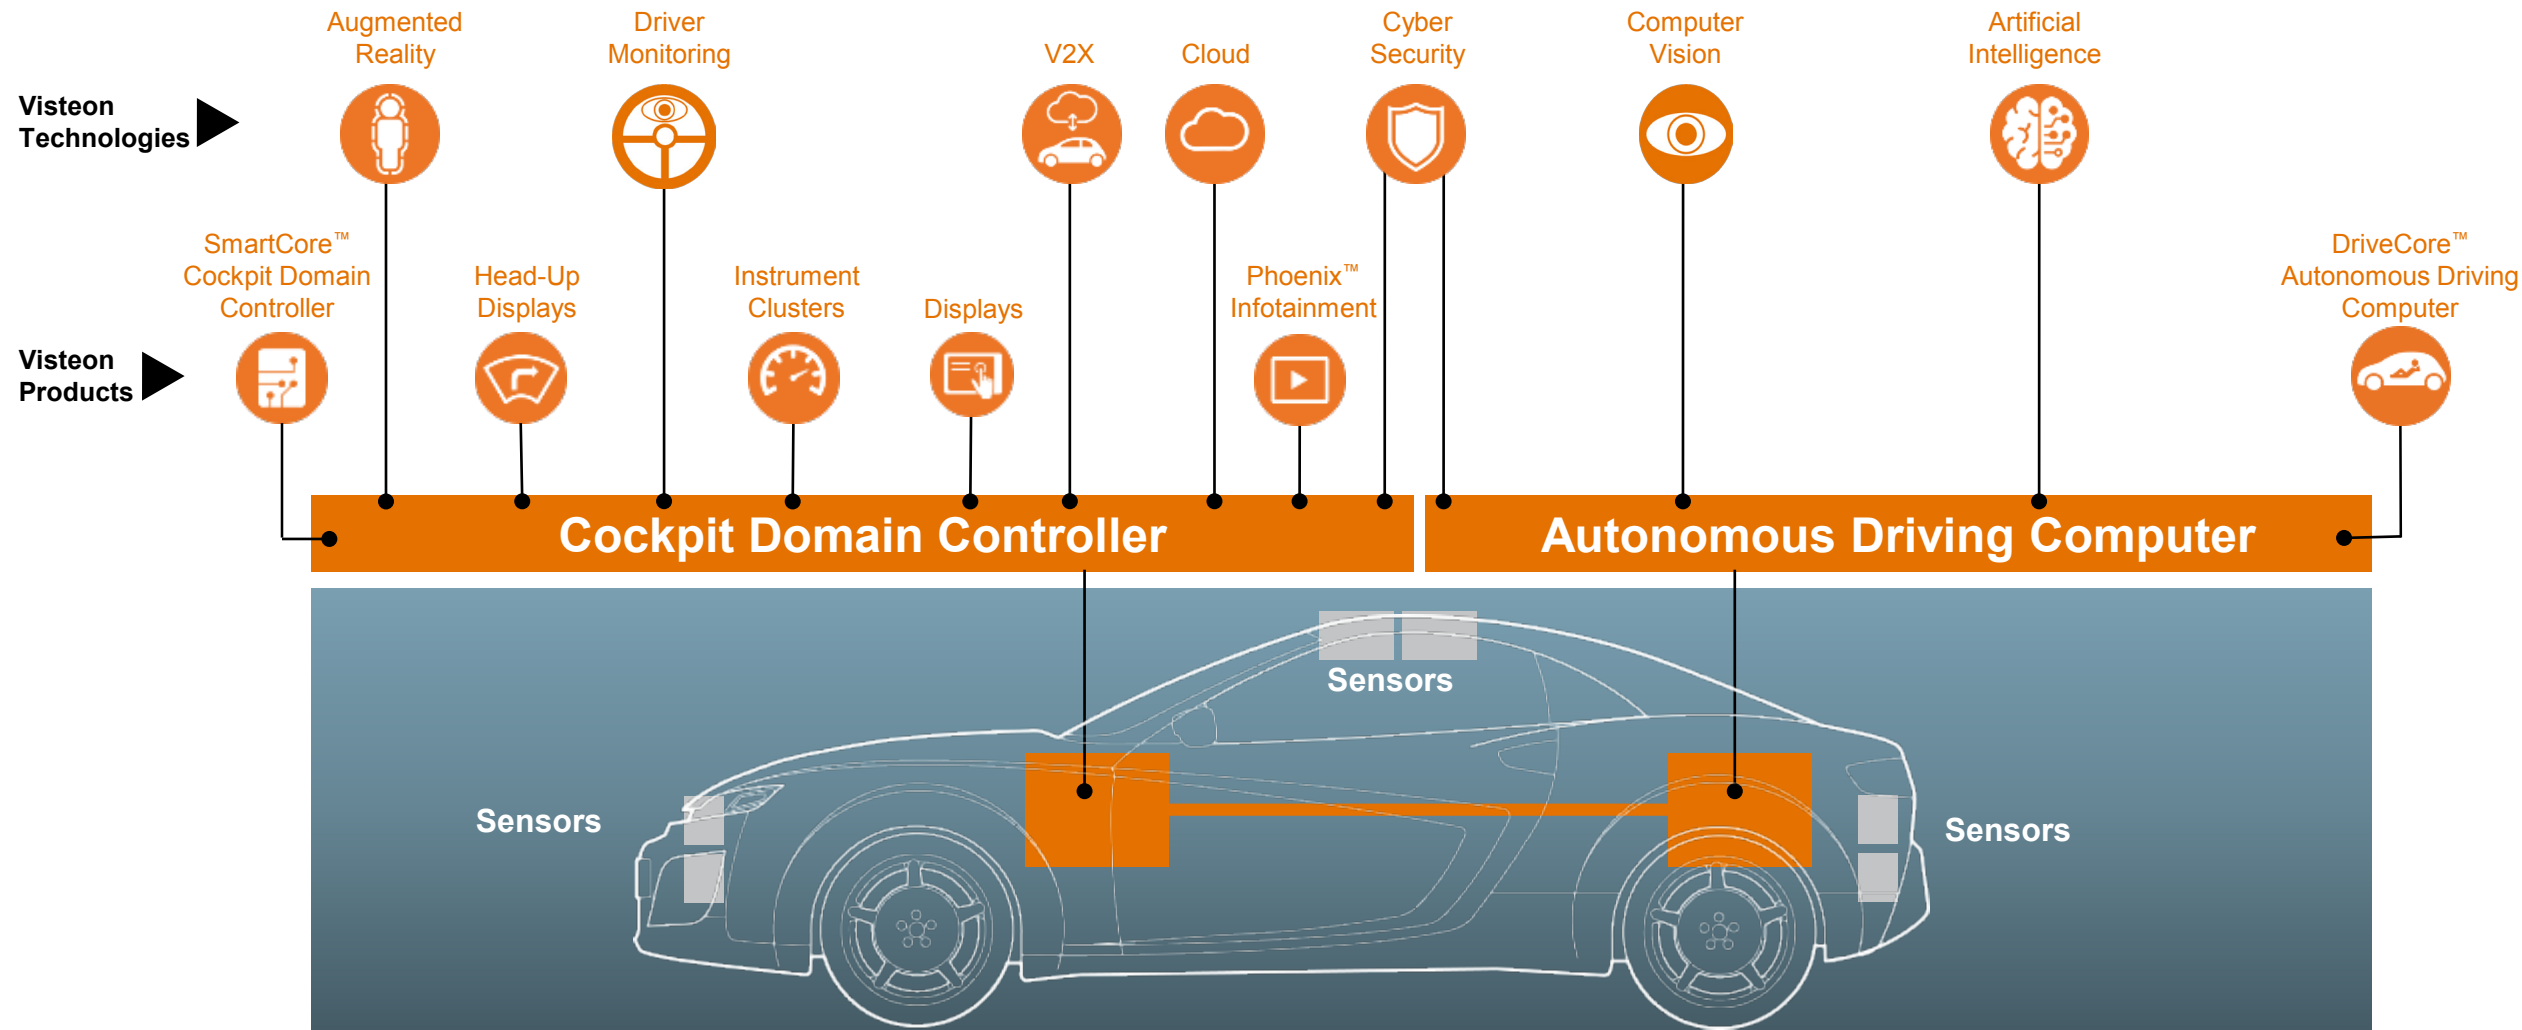 Augmented
Reality
Driver
Monitoring
V2X
Cloud
Cyber
Security
Computer
Vision
Artificial
Intelligence
Visteon
Technologies
SmartCore™
Cockpit Domain
Controller
Head-Up
Displays
Instrument
Clusters
Displays
Phoenix™
Infotainment
DriveCore™
Autonomous Driving
Computer
Visteon
Products
Cockpit Domain Controller
Autonomous Driving Computer
Sensors
Sensors
Sensors